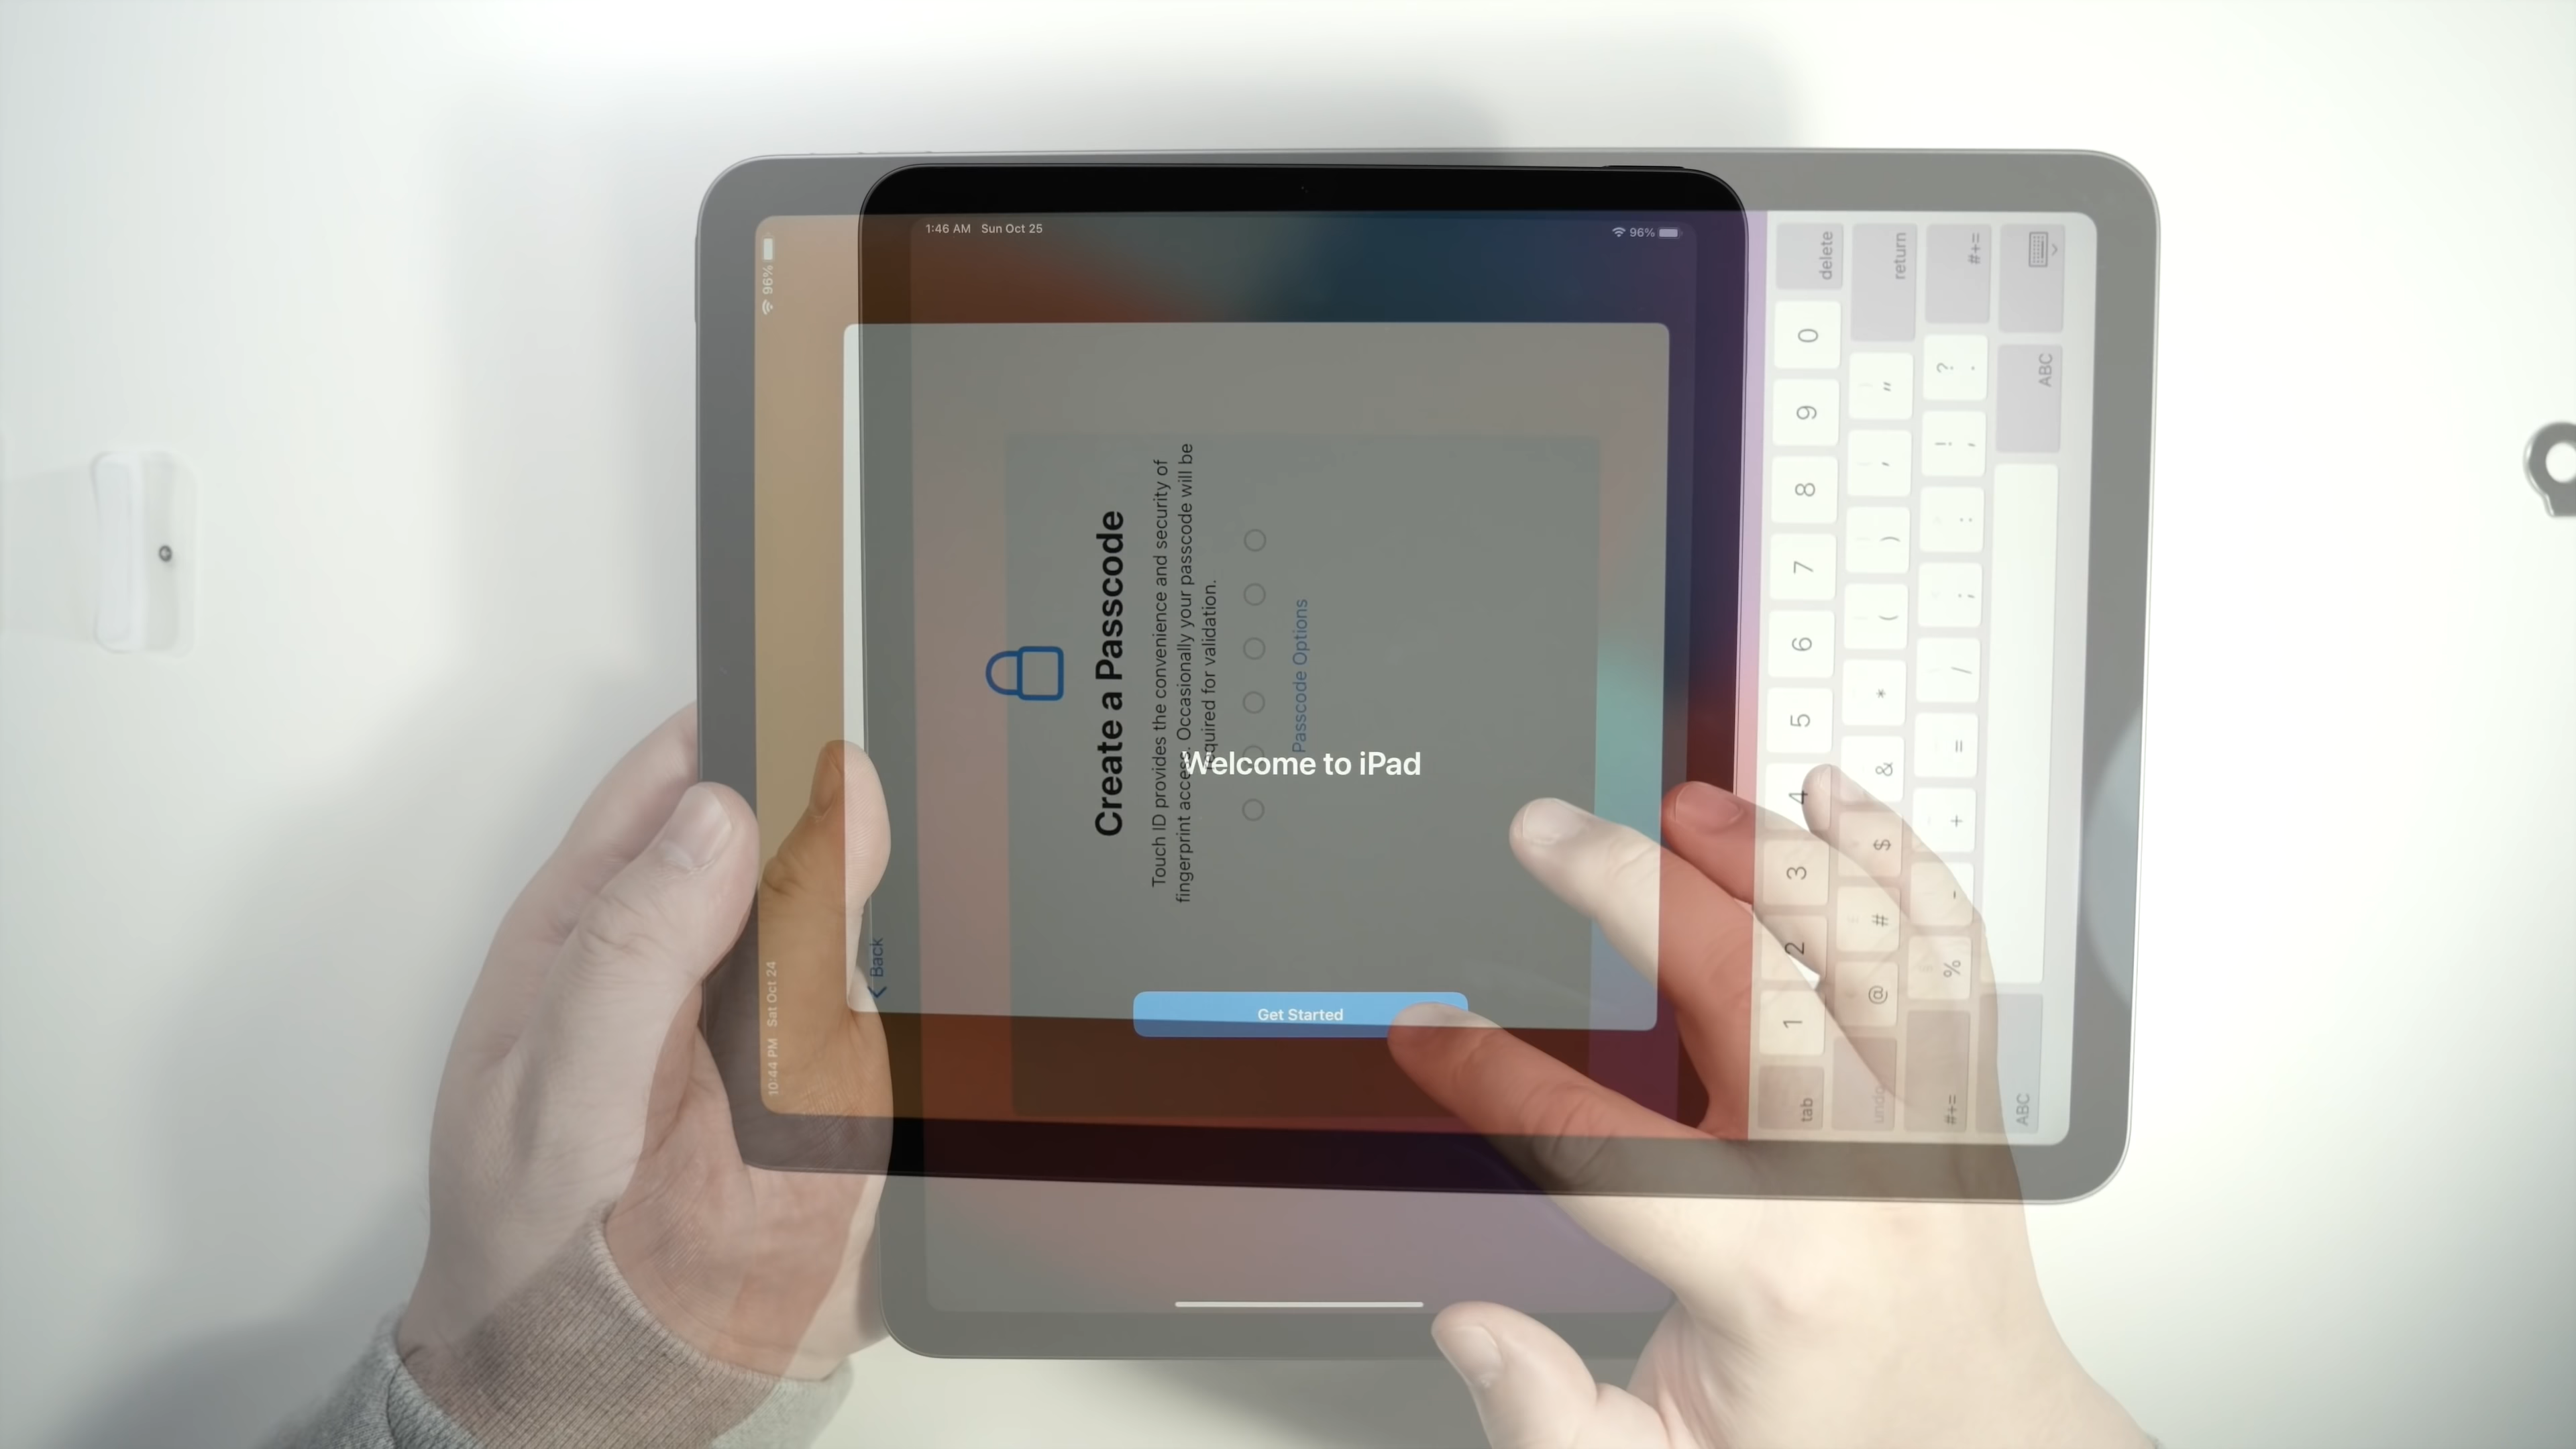 1:46 AM Sun Oct 25
96%
Welcome to iPad
Get Started
10:44 PM Sat Oct 24
96%
< Back
Create a Passcode
Touch ID provides the convenience and security of
fingerprint access. Occasionally your passcode will be
required for validation.
Passcode Options
tab 1 2 3 4 5 6 7 8 9 0 delete
undo @ # $ & * ( ) ' " return
#+= % - + = / ; : ! , ? . #+=
ABC ABC